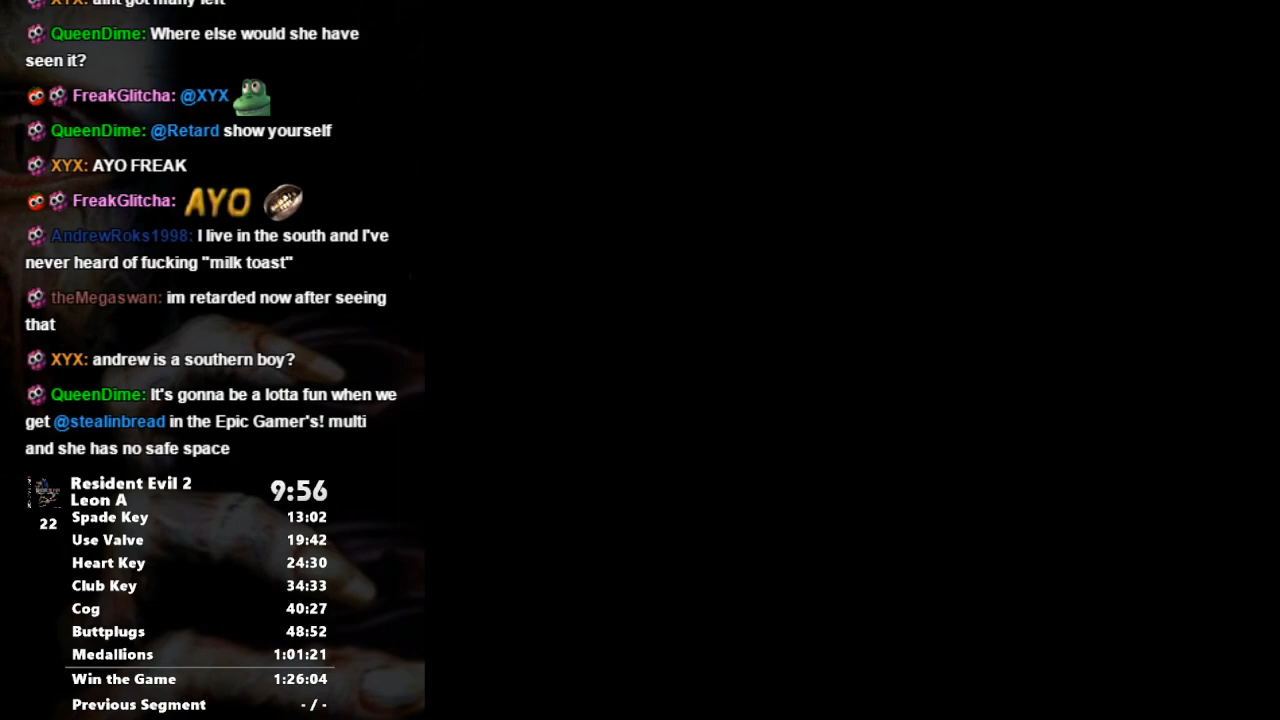 XYX: aint got many left
QueenDime: Where else would she have
seen it?
FreakGlitcha: @XYX
QueenDime: @Retard show yourself
XYX: AYO FREAK
FreakGlitcha: AYO
AndrewRoks1998: I live in the south and I've
never heard of fucking "milk toast"
theMegaswan: im retarded now after seeing
that
XYX: andrew is a southern boy?
QueenDime: It's gonna be a lotta fun when we
get @stealinbread in the Epic Gamer's! multi
and she has no safe space
Resident Evil 2
Leon A 9:56
22
Spade Key 13:02
Use Valve 19:42
Heart Key 24:30
Club Key 34:33
Cog 40:27
Buttplugs 48:52
Medallions 1:01:21
Win the Game 1:26:04
Previous Segment - / -